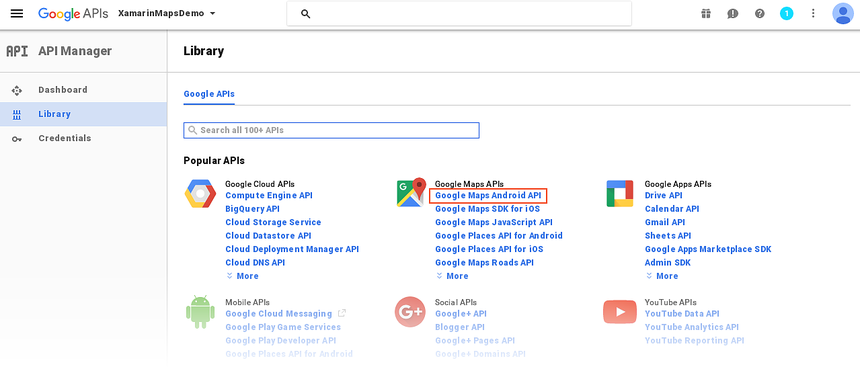 Google APIs XamarinMapsDemo 1
API API Manager
Library
Dashboard
Library
Credentials
Google APIs
Search all 100+ APIs
Popular APIs
Google Cloud APIs
Compute Engine API
BigQuery API
Cloud Storage Service
Cloud Datastore API
Cloud Deployment Manager API
Cloud DNS API
More
Google Maps APIs
Google Maps Android API
Google Maps SDK for iOS
Google Maps JavaScript API
Google Places API for Android
Google Places API for iOS
Google Maps Roads API
More
Google Apps APIs
Drive API
Calendar API
Gmail API
Sheets API
Google Apps Marketplace SDK
Admin SDK
More
Mobile APIs
Google Cloud Messaging
Google Play Game Services
Google Play Developer API
Google Places API for Android
Social APIs
Google+ API
Blogger API
Google+ Pages API
Google+ Domains API
YouTube APIs
YouTube Data API
YouTube Analytics API
YouTube Reporting API